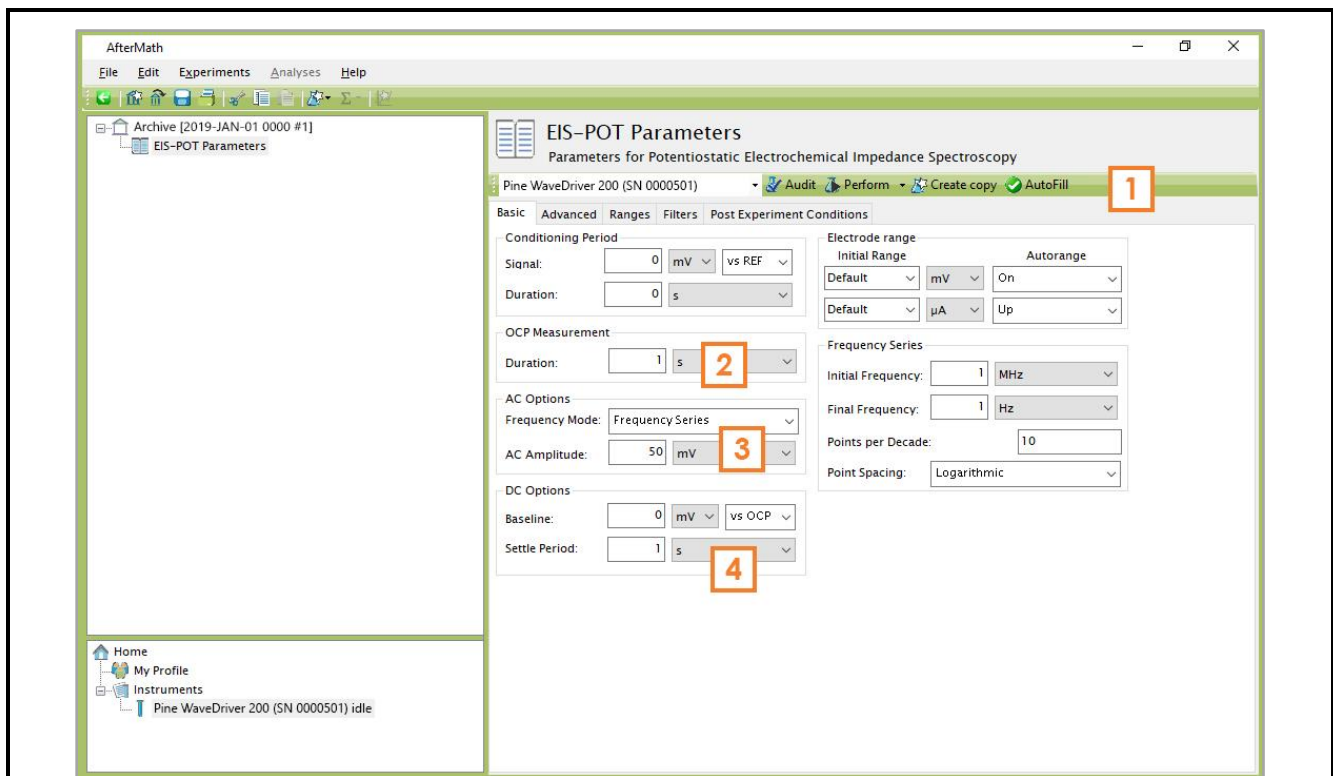 AfterMath
File Edit Experiments Analyses Help
Archive [2019-JAN-01 0000 #1]
EIS-POT Parameters
Home
My Profile
Instruments
Pine WaveDriver 200 (SN 0000501) idle
EIS-POT Parameters
Parameters for Potentiostatic Electrochemical Impedance Spectroscopy
Pine WaveDriver 200 (SN 0000501) Audit Perform Create copy AutoFill 1
Basic Advanced Ranges Filters Post Experiment Conditions
Conditioning Period
Signal: 0 mV vs REF
Duration: 0 s
OCP Measurement
Duration: 1 s 2
AC Options
Frequency Mode: Frequency Series
AC Amplitude: 50 mV 3
DC Options
Baseline: 0 mV vs OCP
Settle Period: 1 s 4
Electrode range
Initial Range Autorange
Default mV On
Default μA Up
Frequency Series
Initial Frequency: 1 MHz
Final Frequency: 1 Hz
Points per Decade: 10
Point Spacing: Logarithmic